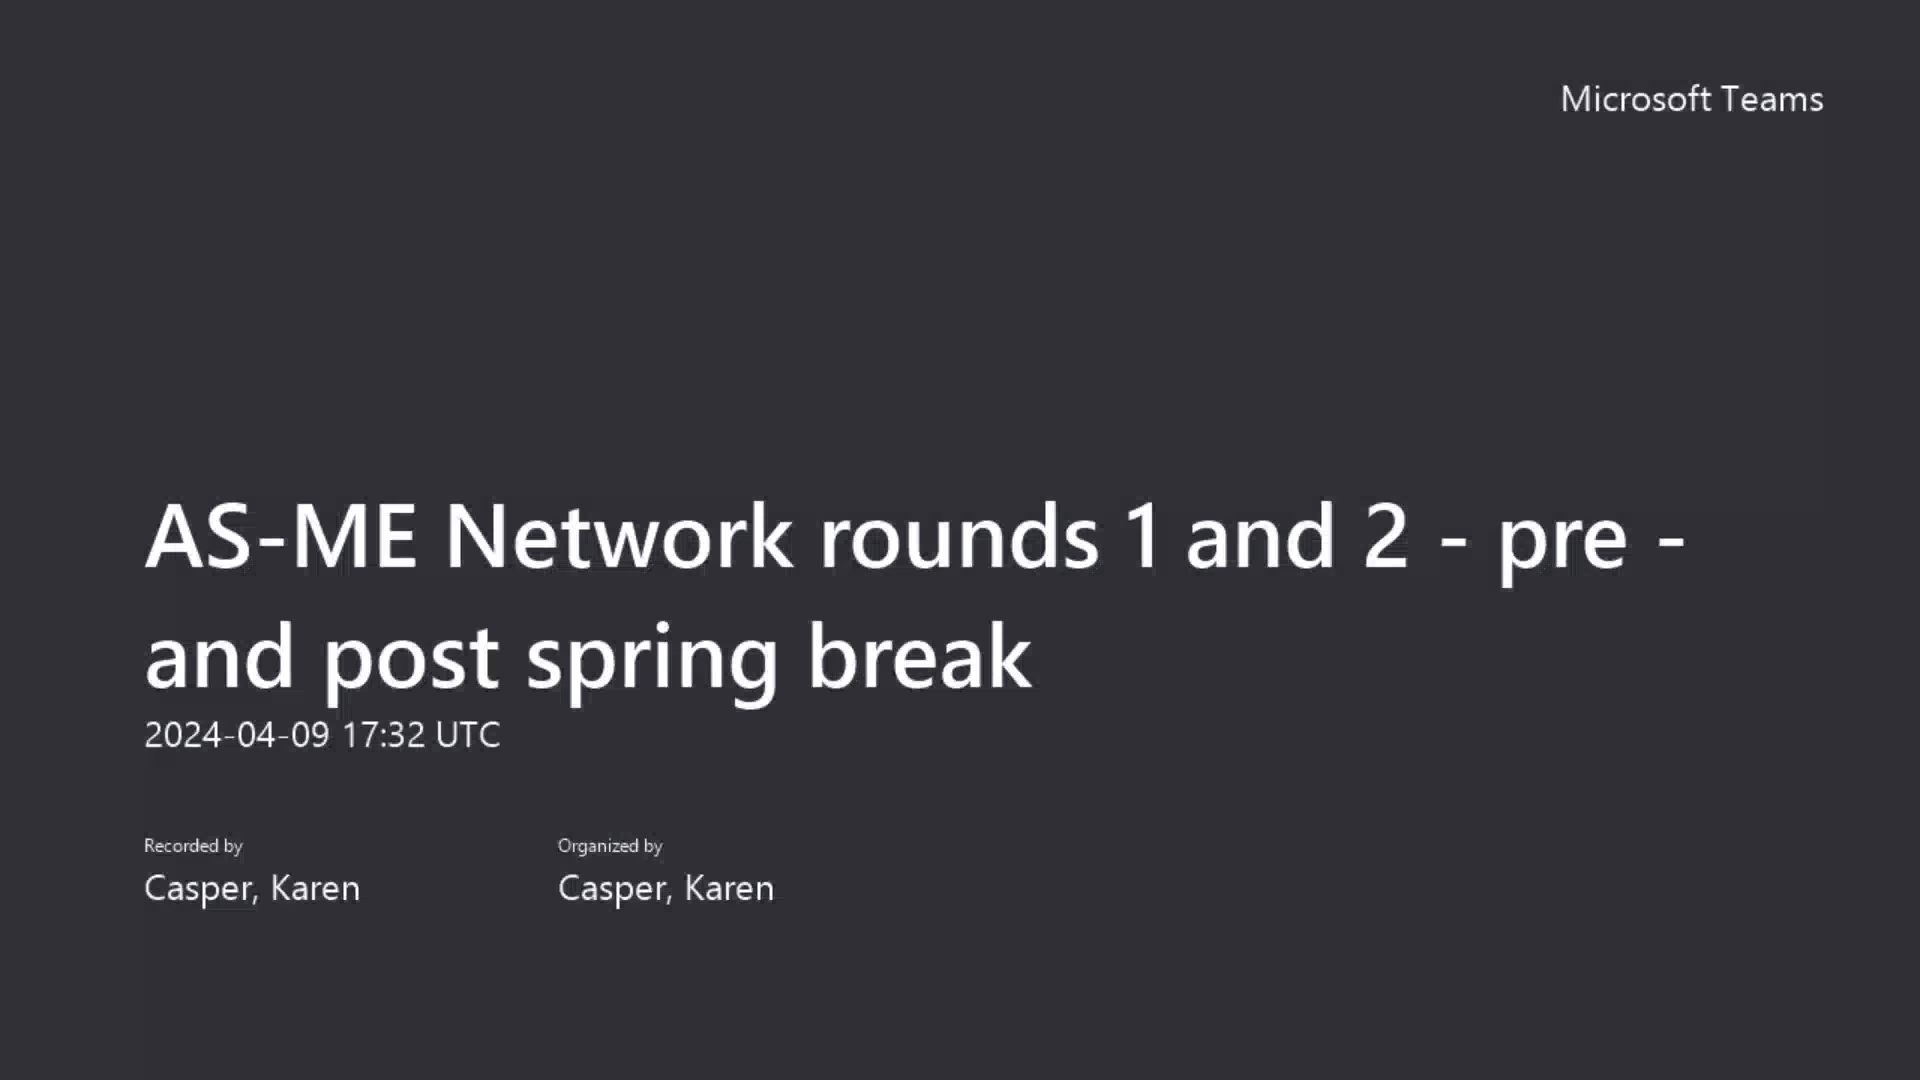 Microsoft Teams
AS-ME Network rounds 1 and 2 - pre -
and post spring break
2024-04-09 17:32 UTC
Recorded by
Casper, Karen
Organized by
Casper, Karen